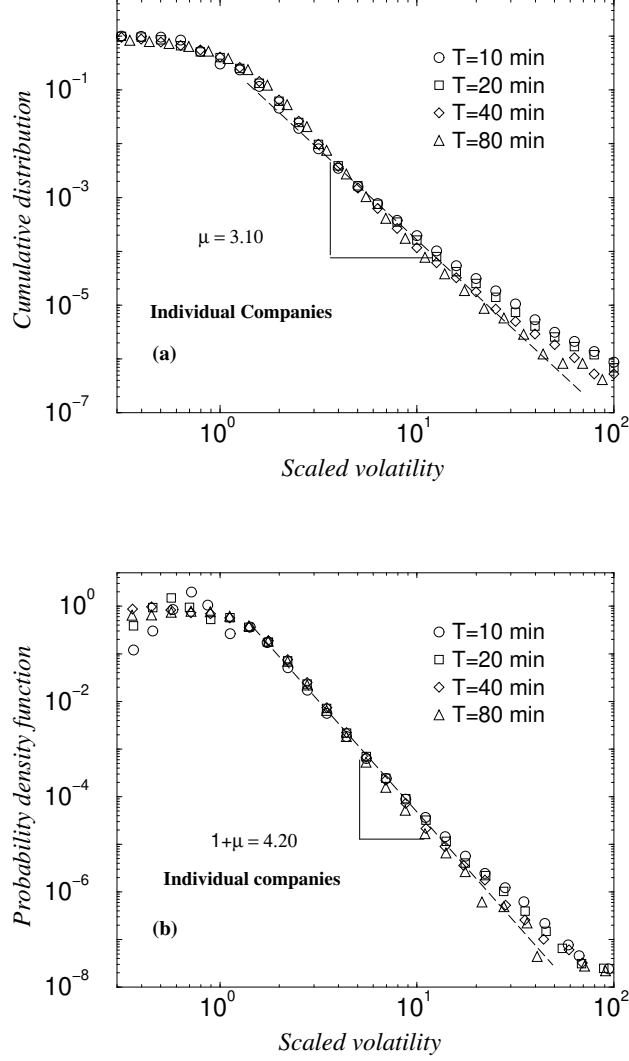 10^-1
10^-3
10^-5
10^-7
Cumulative distribution
T=10 min
T=20 min
T=40 min
T=80 min
μ = 3.10
Individual Companies
(a)
10^0
10^1
10^2
Scaled volatility
10^0
10^-2
10^-4
10^-6
10^-8
Probability density function
T=10 min
T=20 min
T=40 min
T=80 min
1+μ = 4.20
Individual companies
(b)
10^0
10^1
10^2
Scaled volatility